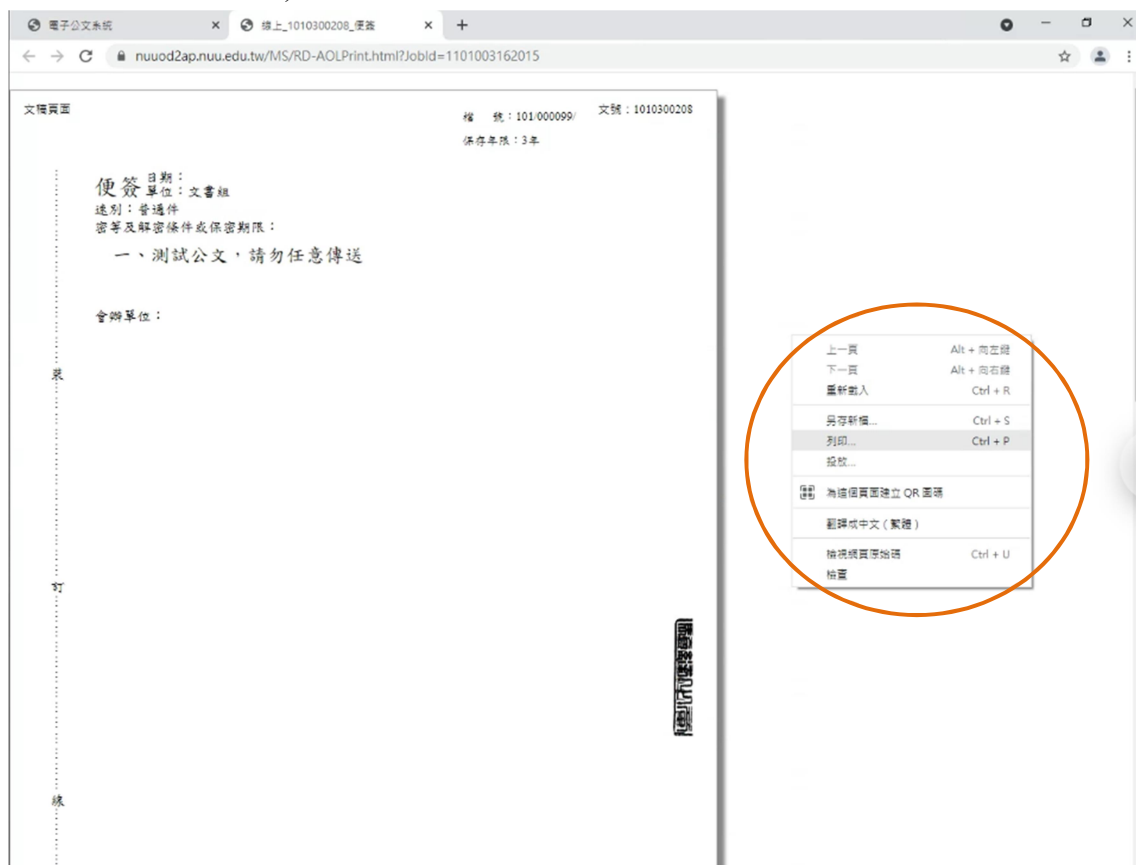 電子公文系統
線上_1010300208_便簽
nuuod2ap.nuu.edu.tw/MS/RD-AOLPrint.html?JobId=1101003162015
文稿頁面
檔 號：101/000099/
文號：1010300208
保存年限：3年
便簽
日期：
單位：文書組
速別：普通件
密等及解密條件或保密期限：
一、測試公文，請勿任意傳送
會辦單位：
裝
訂
線
上一頁 Alt + 向左鍵
下一頁 Alt + 向右鍵
重新載入 Ctrl + R
另存新檔... Ctrl + S
列印... Ctrl + P
投放...
為這個頁面建立 QR 圖碼
翻譯成中文（繁體）
檢視網頁原始碼 Ctrl + U
檢查